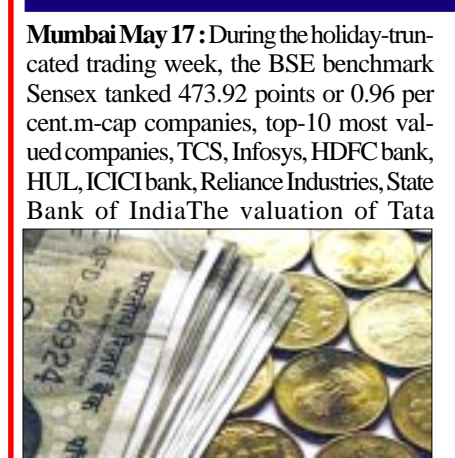 Mumbai May 17 : During the holiday-trun-
cated trading week, the BSE benchmark
Sensex tanked 473.92 points or 0.96 per
cent.m-cap companies, top-10 most val-
ued companies, TCS, Infosys, HDFC bank,
HUL, ICICI bank, Reliance Industries, State
Bank of IndiaThe valuation of Tata
226924